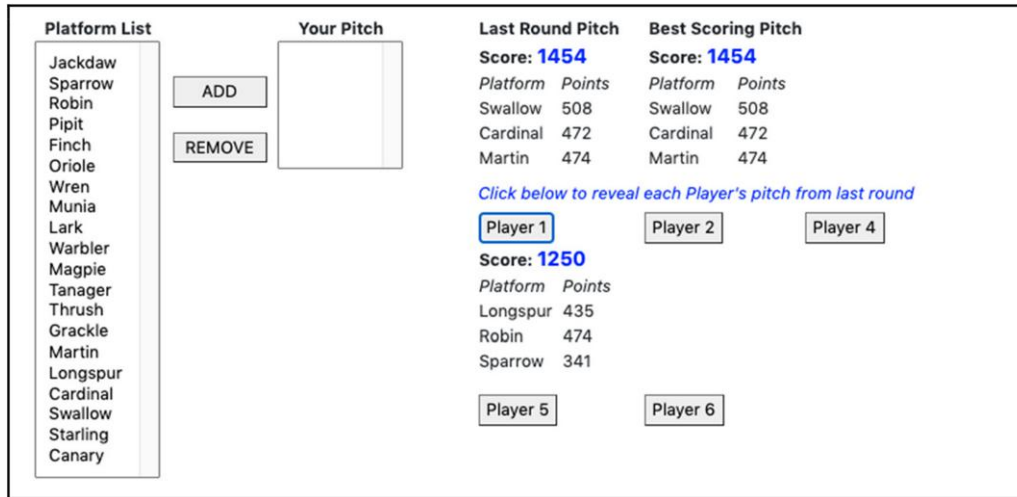 Platform List
Your Pitch
Last Round Pitch
Best Scoring Pitch
Jackdaw
Sparrow
Robin
Pipit
Finch
Oriole
Wren
Munia
Lark
Warbler
Magpie
Tanager
Thrush
Grackle
Martin
Longspur
Cardinal
Swallow
Starling
Canary
ADD
REMOVE
Score: 1454
Platform Points
Swallow 508
Cardinal 472
Martin 474
Score: 1454
Platform Points
Swallow 508
Cardinal 472
Martin 474
Click below to reveal each Player's pitch from last round
Player 1
Player 2
Player 4
Score: 1250
Platform Points
Longspur 435
Robin 474
Sparrow 341
Player 5
Player 6